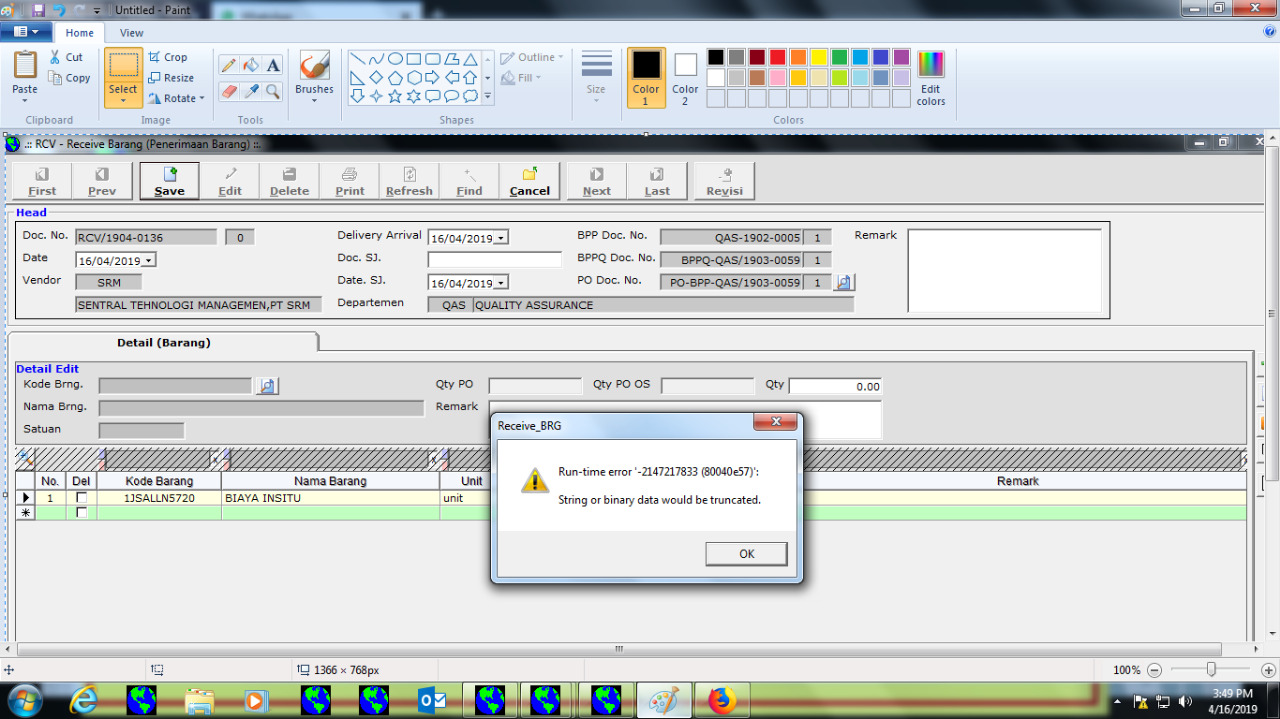 Untitled - Paint
Home View
Cut
Copy
Paste
Clipboard
Select
Crop
Resize
Rotate
Image
A
Tools
Brushes
Shapes
Outline
Fill
Size
Color 1
Color 2
Edit colors
Colors
.:: RCV - Receive Barang (Penerimaan Barang) ::.
First Prev Save Edit Delete Print Refresh Find Cancel Next Last Revisi
Head
Doc. No. RCV/1904-0136 0 Delivery Arrival 16/04/2019 BPP Doc. No. QAS-1902-0005 1 Remark
Date 16/04/2019 Doc. SJ. BPPQ Doc. No. BPPQ-QAS/1903-0059 1
Vendor SRM Date. SJ. 16/04/2019 PO Doc. No. PO-BPP-QAS/1903-0059 1
SENTRAL TEHNOLOGI MANAGEMEN,PT SRM Departemen QAS QUALITY ASSURANCE
Detail (Barang)
Detail Edit
Kode Brng. Qty PO Qty PO OS Qty 0.00
Nama Brng. Remark
Satuan
No. Del Kode Barang Nama Barang Unit Remark
1 1JSALLN5720 BIAYA INSITU unit
Receive_BRG
Run-time error '-2147217833 (80040e57)':
String or binary data would be truncated.
OK
1366 × 768px
100%
3:49 PM
4/16/2019